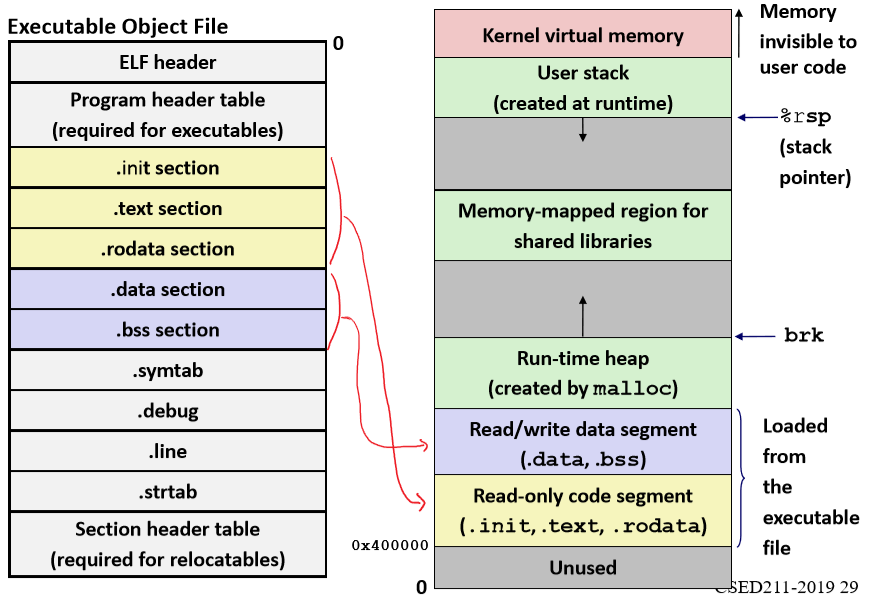 Executable Object File
0
ELF header
Program header table
(required for executables)
.init section
.text section
.rodata section
.data section
.bss section
.symtab
.debug
.line
.strtab
Section header table
(required for relocatables)
Kernel virtual memory
User stack
(created at runtime)
Memory-mapped region for
shared libraries
Run-time heap
(created by malloc)
Read/write data segment
(.data, .bss)
Read-only code segment
(.init, .text, .rodata)
Unused
0x400000
0
Memory
invisible to
user code
%rsp
(stack
pointer)
brk
Loaded
from
the
executable
file
CSED211-2019 29